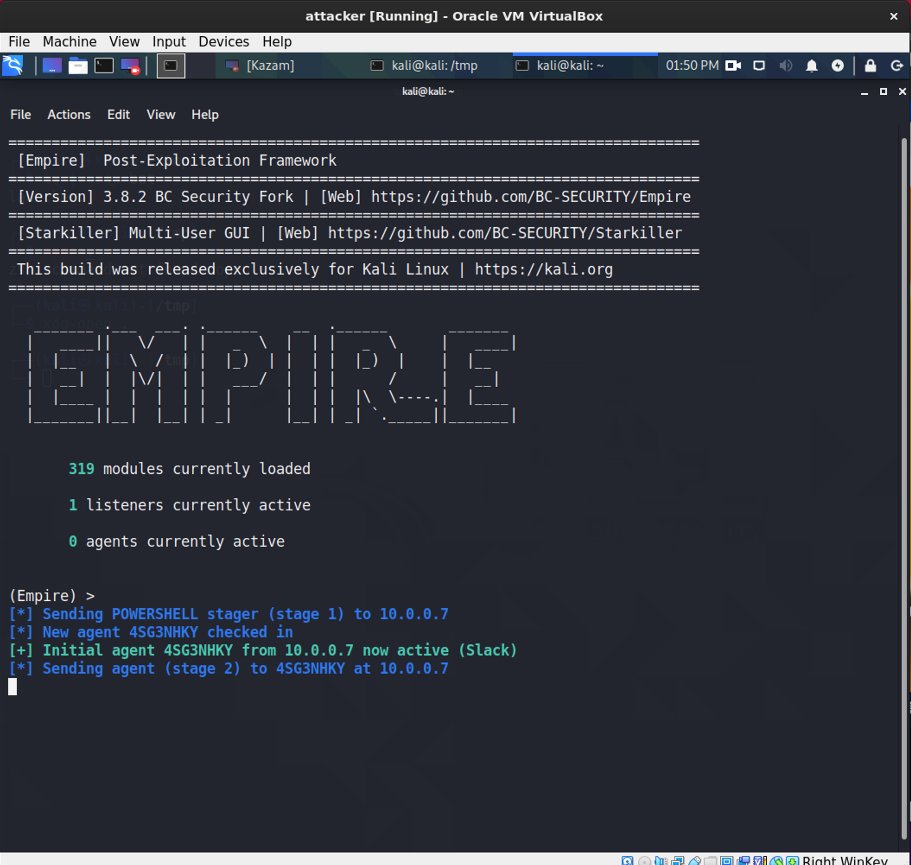 attacker [Running] - Oracle VM VirtualBox
File Machine View Input Devices Help
[Kazam] kali@kali: /tmp kali@kali: ~ 01:50 PM
kali@kali: ~
File Actions Edit View Help
[Empire] Post-Exploitation Framework
[Version] 3.8.2 BC Security Fork | [Web] https://github.com/BC-SECURITY/Empire
[Starkiller] Multi-User GUI | [Web] https://github.com/BC-SECURITY/Starkiller
This build was released exclusively for Kali Linux | https://kali.org
EMPIRE
319 modules currently loaded
1 listeners currently active
0 agents currently active
(Empire) >
[*] Sending POWERSHELL stager (stage 1) to 10.0.0.7
[*] New agent 4SG3NHKY checked in
[+] Initial agent 4SG3NHKY from 10.0.0.7 now active (Slack)
[*] Sending agent (stage 2) to 4SG3NHKY at 10.0.0.7
Right WinKey